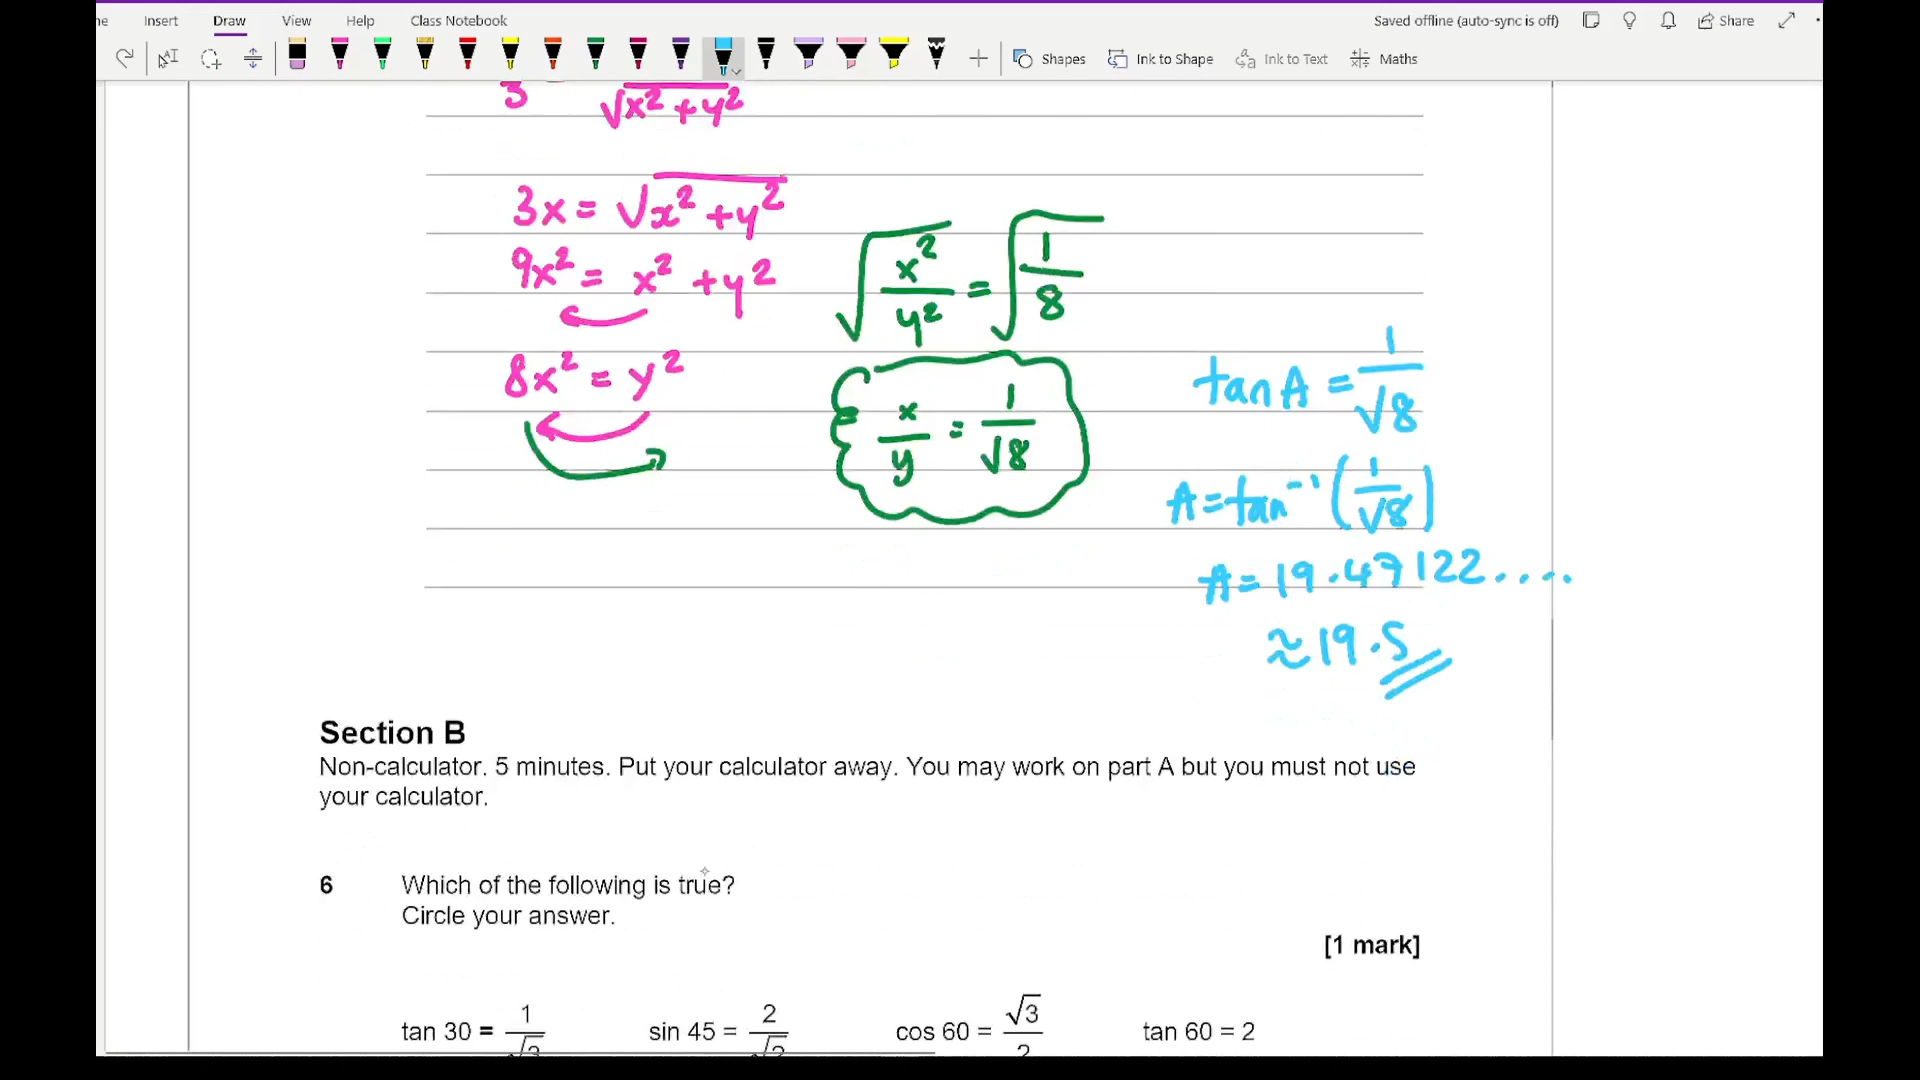 Insert Draw View Help Class Notebook Saved offline (auto-sync is off) Share
Shapes Ink to Shape Ink to Text Maths
3 √x² + y²
3x = √x² + y²
9x² = x² + y²
8x² = y²
√x²/y² = √1/8
= x/y = 1/√8
tan A = 1/√8
A = tan⁻¹ (1/√8)
A = 19.47122....
≈ 19.5
Section B
Non-calculator. 5 minutes. Put your calculator away. You may work on part A but you must not use
your calculator.
6 Which of the following is true?
Circle your answer.
[1 mark]
tan 30 = 1/√3 sin 45 = 2/√2 cos 60 = √3/2 tan 60 = 2